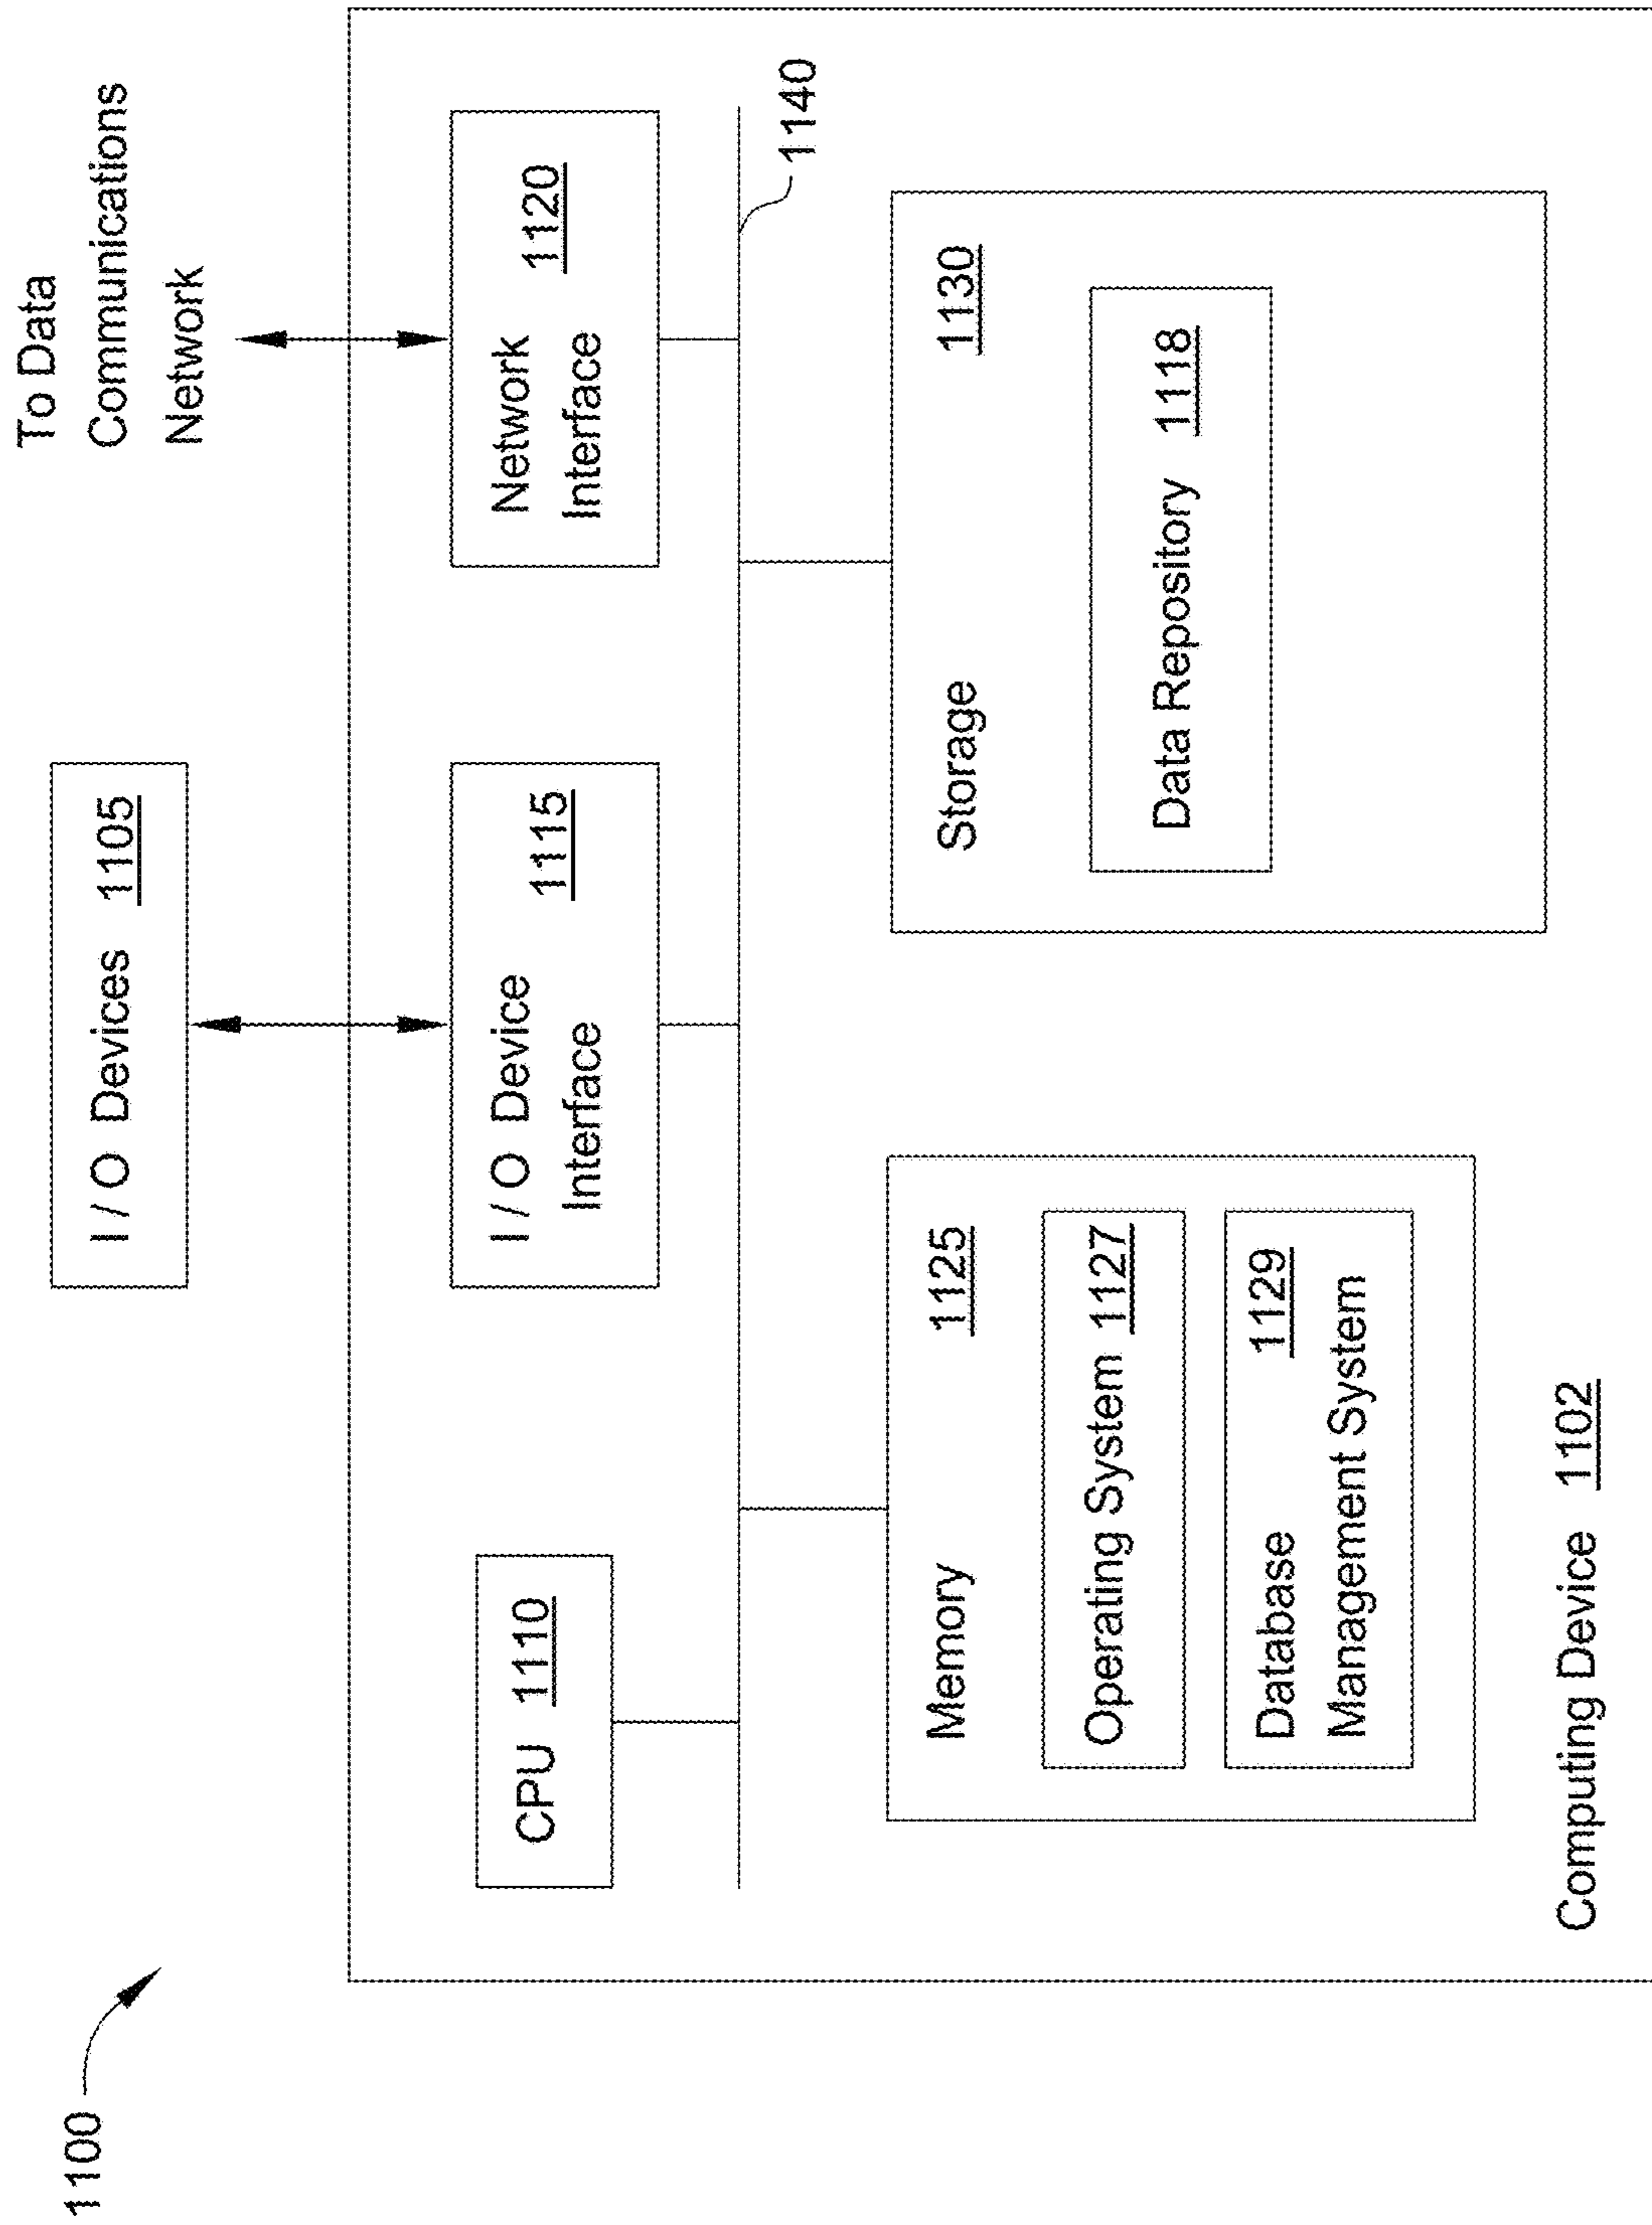 1100
I / O Devices 1105
To Data
Communications
Network
CPU 1110
I / O Device
Interface 1115
Network
Interface 1120
1140
Memory 1125
Operating System 1127
Database 1129
Management System
Storage 1130
Data Repository 1118
Computing Device 1102